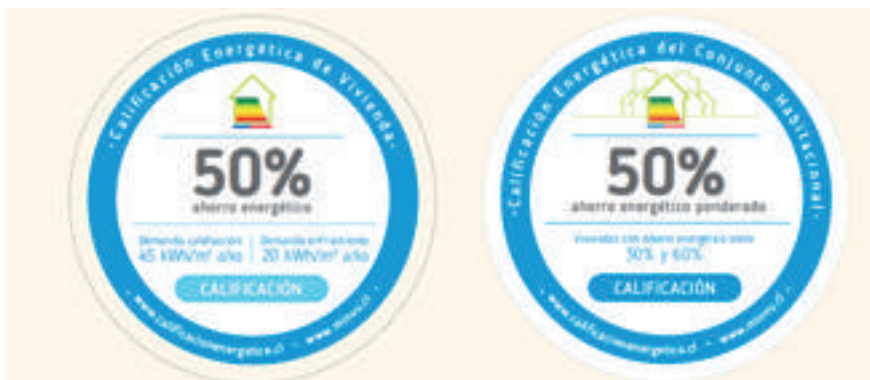 ·Calificación Energética de Vivienda·
50%
ahorro energético
Demanda calefacción
45 kWh/m² año
Demanda enfriamiento
20 kWh/m² año
CALIFICACIÓN
· www.calificacionenergetica.cl · www.minvu.cl ·
·Calificación Energética del Conjunto Habitacional·
50%
ahorro energético ponderado
Viviendas con ahorro energético entre
50% y 60%
CALIFICACIÓN
· www.calificacionenergetica.cl · www.minvu.cl ·